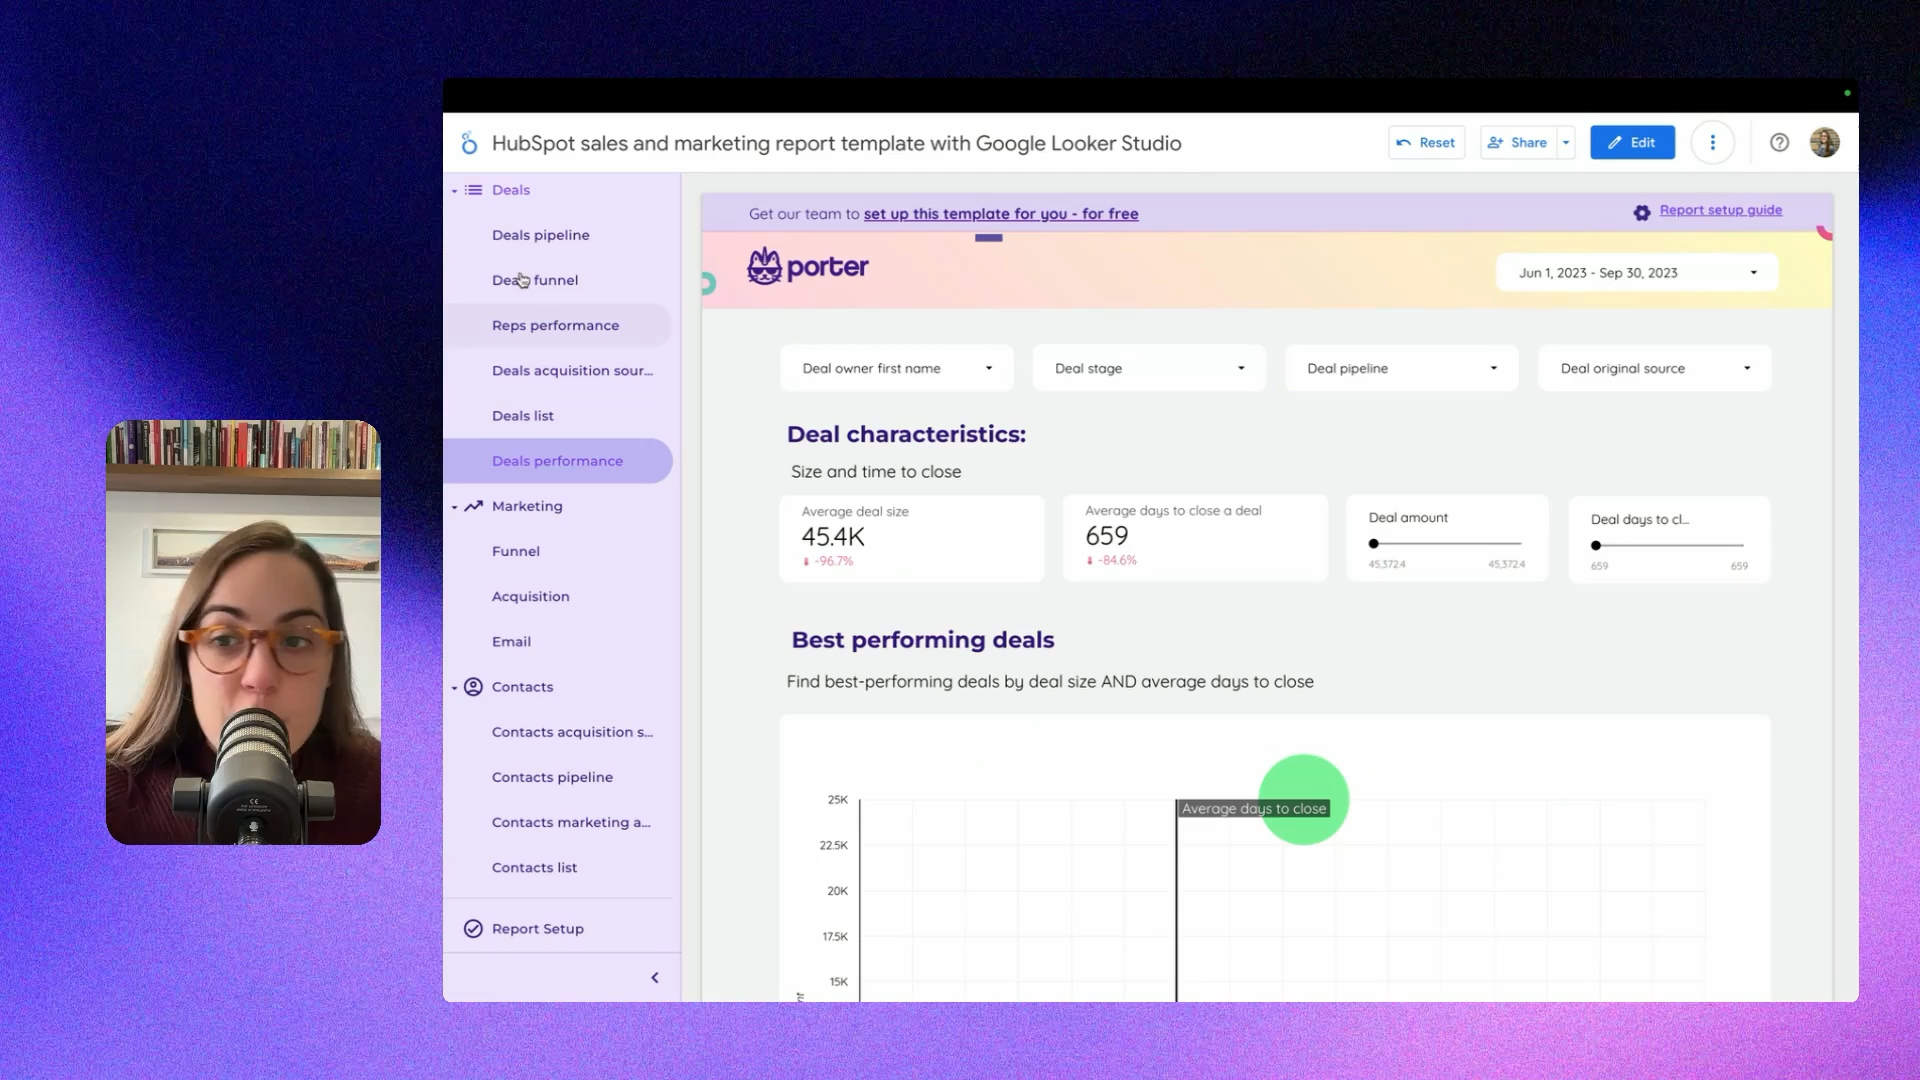 HubSpot sales and marketing report template with Google Looker Studio
Reset
Share
Edit
Deals
Deals pipeline
Deals funnel
Reps performance
Deals acquisition sour...
Deals list
Deals performance
Marketing
Funnel
Acquisition
Email
Contacts
Contacts acquisition s...
Contacts pipeline
Contacts marketing a...
Contacts list
Report Setup
Get our team to set up this template for you - for free
Report setup guide
porter
Jun 1, 2023 - Sep 30, 2023
Deal owner first name
Deal stage
Deal pipeline
Deal original source
Deal characteristics:
Size and time to close
Average deal size
45.4K
-96.7%
Average days to close a deal
659
-84.6%
Deal amount
45,372.4 45,372.4
Deal days to cl...
659 659
Best performing deals
Find best-performing deals by deal size AND average days to close
Average days to close
25K
22.5K
20K
17.5K
15K